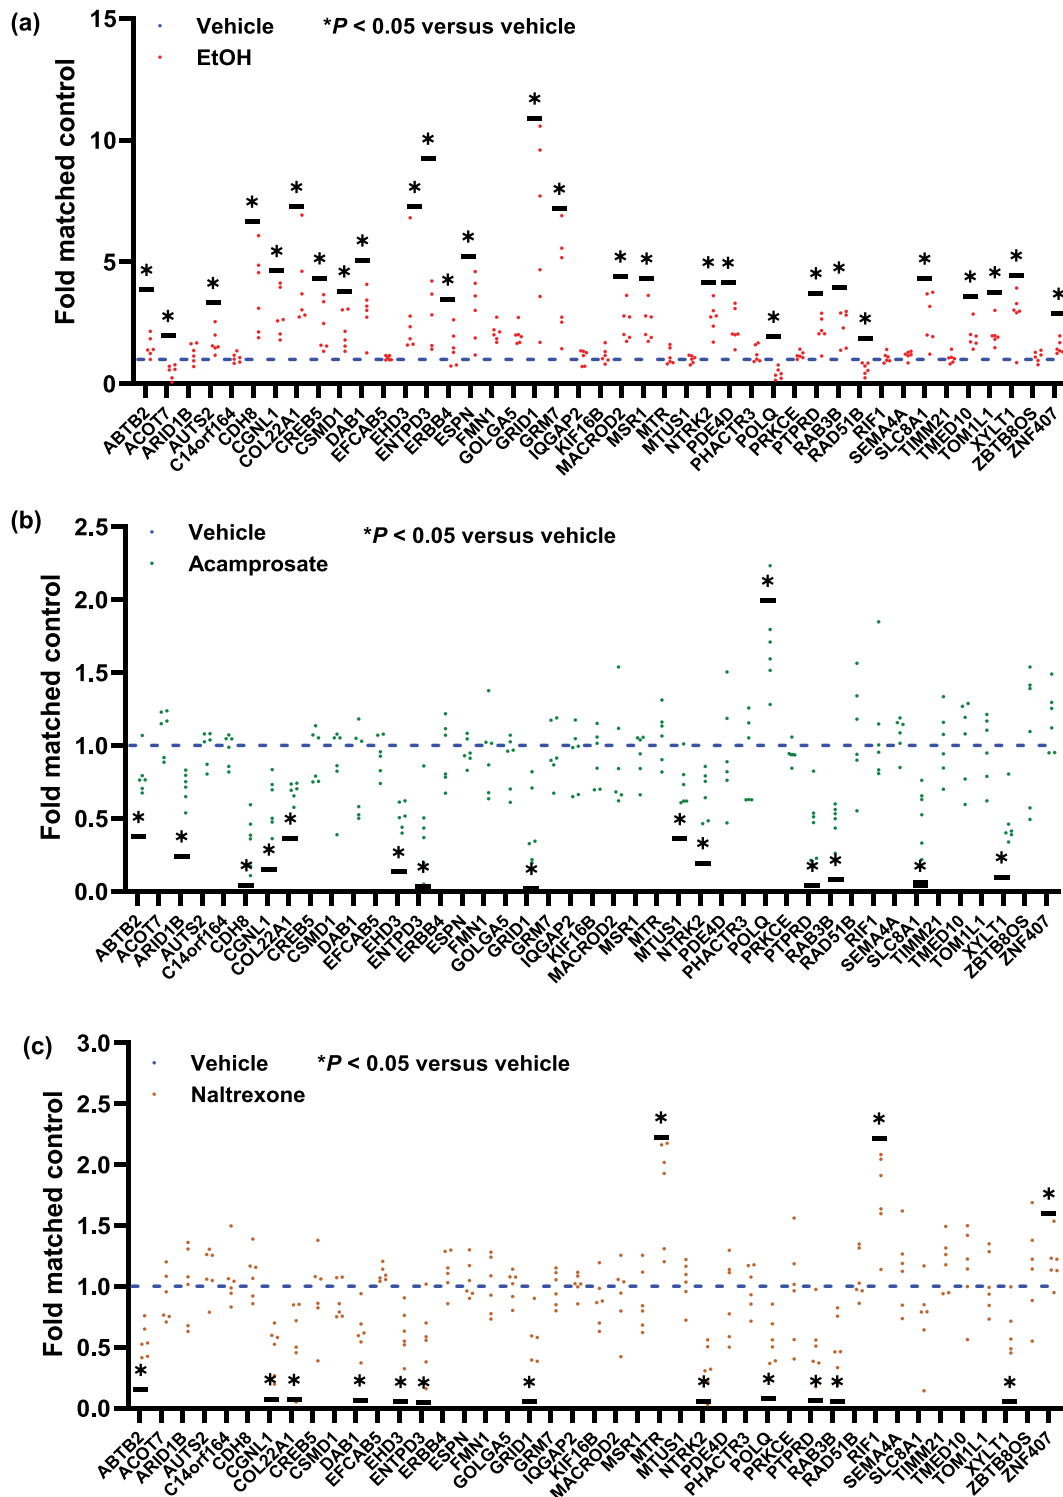 (a)
Vehicle *P < 0.05 versus vehicle
EtOH
Fold matched control
15
10
5
0
* * * * * * * * * * * * * * * * * * * * * * * * * * *
ABTB2 ACOT7 ARID1B AUTS2 C14orf164 CDH8 CGNL1 COL22A1 CREB5 CSMD1 DAB1 EFCAB5 EHD3 ENTPD3 ERBB4 ESPN FMN1 GOLGA5 GRID1 GRM7 IQGAP2 KIF16B MACROD2 MSR1 MTR MTUS1 NTRK2 PDE4D PHACTR3 POLQ PRKCE PTPRD RAB3B RAD51B RIF1 SEMA4A SLC8A1 TIMM21 TMED10 TOM1L1 XYLT1 ZBTB8OS ZNF407
(b)
Vehicle *P < 0.05 versus vehicle
Acamprosate
Fold matched control
2.5
2.0
1.5
1.0
0.5
0.0
* * * * * * * * * * * * * * *
ABTB2 ACOT7 ARID1B AUTS2 C14orf164 CDH8 CGNL1 COL22A1 CREB5 CSMD1 DAB1 EFCAB5 EHD3 ENTPD3 ERBB4 ESPN FMN1 GOLGA5 GRID1 GRM7 IQGAP2 KIF16B MACROD2 MSR1 MTR MTUS1 NTRK2 PDE4D PHACTR3 POLQ PRKCE PTPRD RAB3B RAD51B RIF1 SEMA4A SLC8A1 TIMM21 TMED10 TOM1L1 XYLT1 ZBTB8OS ZNF407
(c)
Vehicle *P < 0.05 versus vehicle
Naltrexone
Fold matched control
3.0
2.5
2.0
1.5
1.0
0.5
0.0
* * * * * * * * * * * * * * *
ABTB2 ACOT7 ARID1B AUTS2 C14orf164 CDH8 CGNL1 COL22A1 CREB5 CSMD1 DAB1 EFCAB5 EHD3 ENTPD3 ERBB4 ESPN FMN1 GOLGA5 GRID1 GRM7 IQGAP2 KIF16B MACROD2 MSR1 MTR MTUS1 NTRK2 PDE4D PHACTR3 POLQ PRKCE PTPRD RAB3B RAD51B RIF1 SEMA4A SLC8A1 TIMM21 TMED10 TOM1L1 XYLT1 ZBTB8OS ZNF407